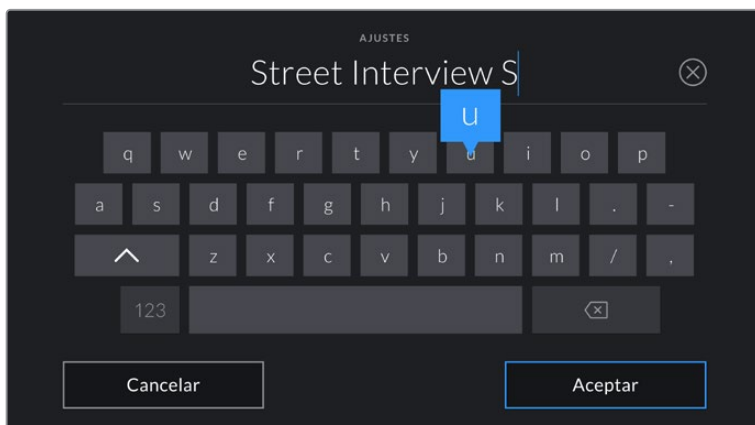 AJUSTES
Street Interview S
u
q w e r t y u i o p
a s d f g h j k l . -
z x c v b n m / ,
123
Cancelar Aceptar